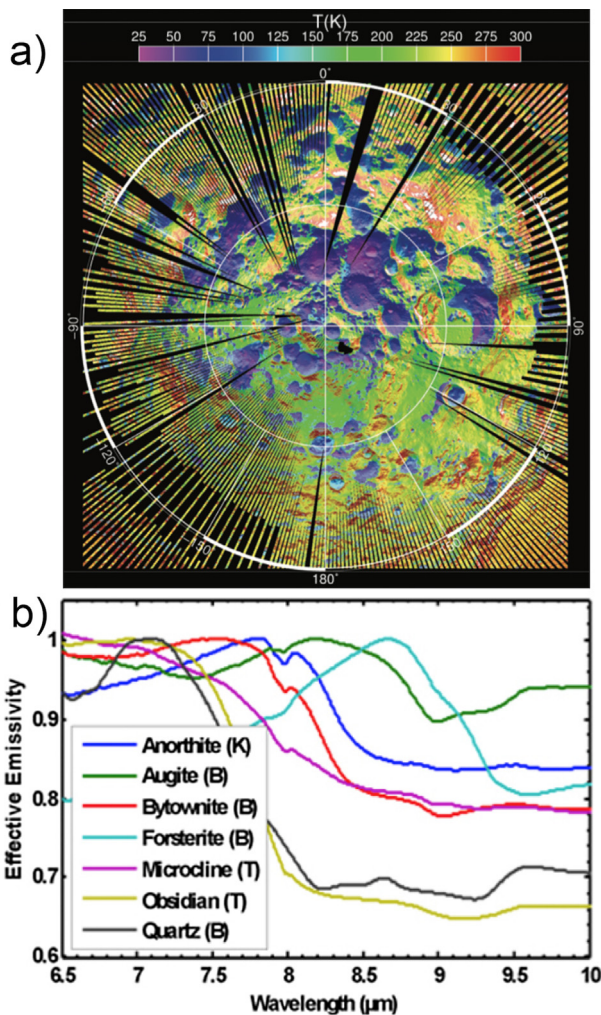 a)
T(K)
25 50 75 100 125 150 175 200 225 250 275 300
0°
-90°
90°
120°
-150°
180°
b)
1
0.9
0.8
0.7
0.6
Effective Emissivity
Anorthite (K)
Augite (B)
Bytownite (B)
Forsterite (B)
Microcline (T)
Obsidian (T)
Quartz (B)
6.5 7 7.5 8 8.5 9 9.5 10
Wavelength (µm)